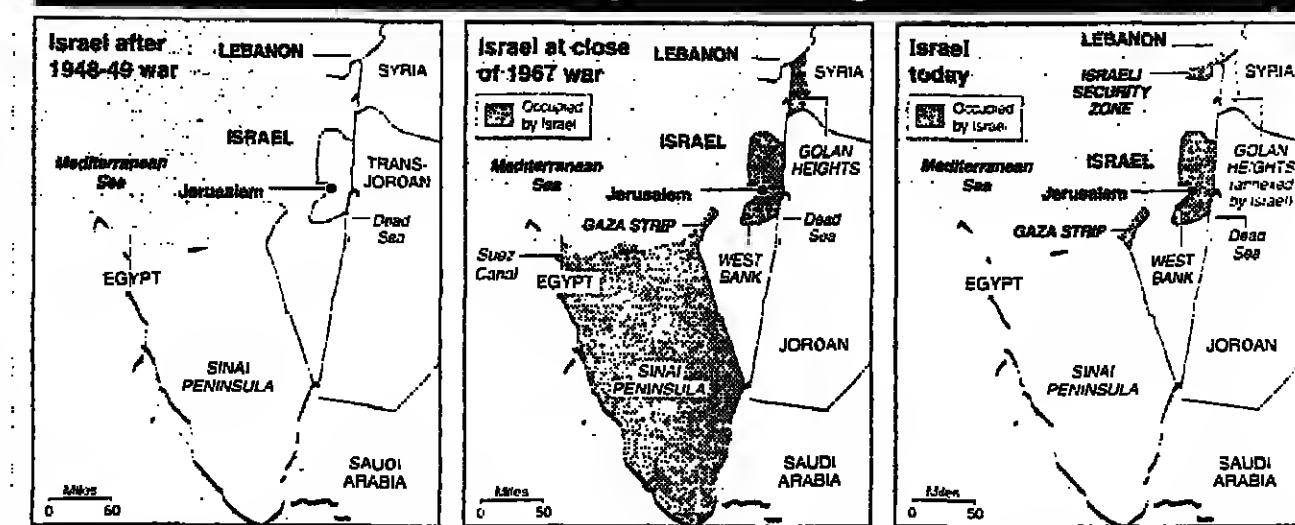 Israel after
1948-49 war
LEBANON
SYRIA
ISRAEL
Mediterranean
Sea
TRANS-
JORDAN
Jerusalem
Dead
Sea
EGYPT
SINAI
PENINSULA
SAUDI
ARABIA
Miles
0 50
Israel at close
of 1967 war
Occupied
by Israel
LEBANON
SYRIA
ISRAEL
GOLAN
HEIGHTS
Mediterranean
Sea
Jerusalem
GAZA STRIP
Dead
Sea
Suez
Canal
WEST
BANK
EGYPT
JORDAN
SINAI
PENINSULA
SAUDI
ARABIA
Miles
0 50
Israel
today
Occupied
by Israel
LEBANON
SYRIA
ISRAELI
SECURITY
ZONE
ISRAEL
GOLAN
HEIGHTS
(annexed
by Israel)
Mediterranean
Sea
Jerusalem
GAZA STRIP
Dead
Sea
WEST
BANK
EGYPT
JORDAN
SINAI
PENINSULA
SAUDI
ARABIA
Miles
0 50